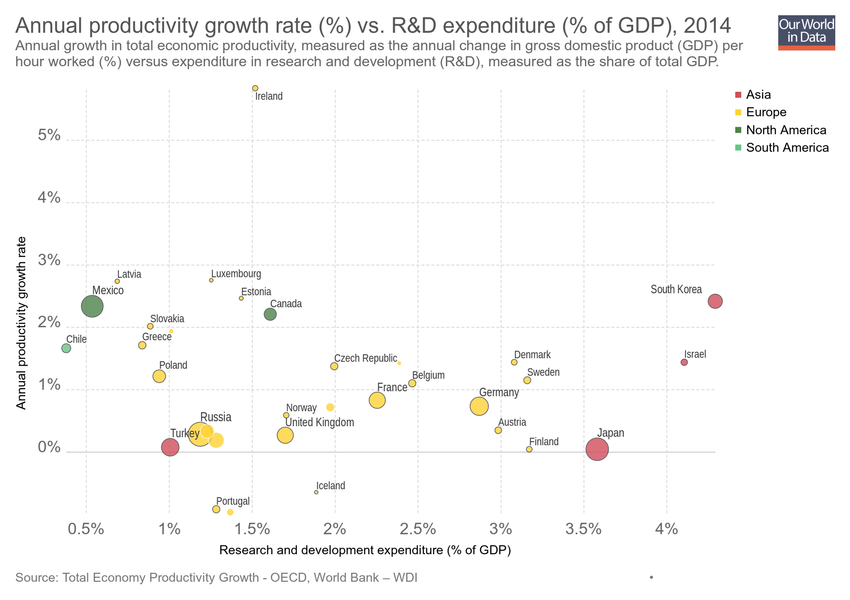 Annual productivity growth rate (%) vs. R&D expenditure (% of GDP), 2014
Our World
in Data
Annual growth in total economic productivity, measured as the annual change in gross domestic product (GDP) per
hour worked (%) versus expenditure in research and development (R&D), measured as the share of total GDP.
Asia
Europe
North America
South America
Annual productivity growth rate
5%
4%
3%
2%
1%
0%
Ireland
Latvia
Luxembourg
Mexico
Estonia
South Korea
Canada
Slovakia
Chile
Greece
Czech Republic
Denmark
Israel
Poland
Belgium
Sweden
France
Germany
Norway
Russia
United Kingdom
Austria
Turkey
Japan
Finland
Iceland
Portugal
0.5%
1%
1.5%
2%
2.5%
3%
3.5%
4%
Research and development expenditure (% of GDP)
Source: Total Economy Productivity Growth - OECD, World Bank – WDI